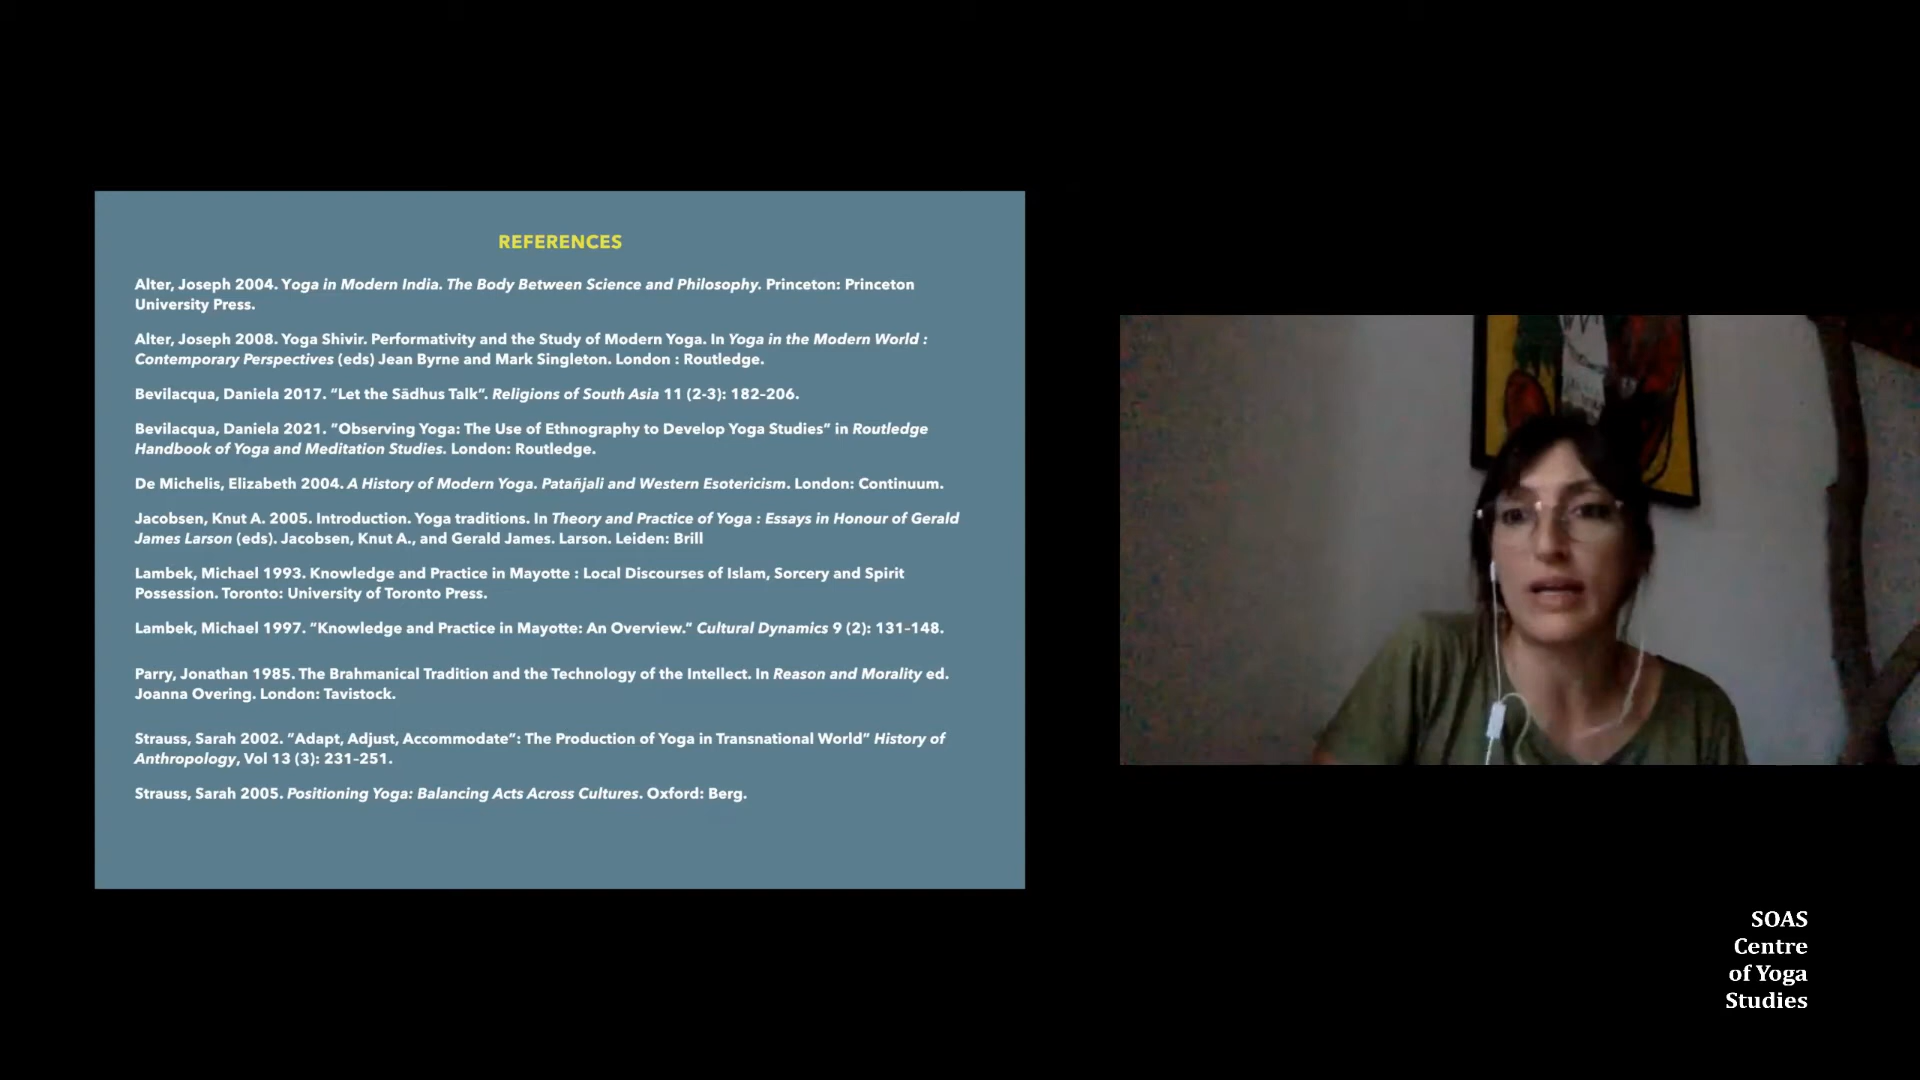 REFERENCES
Alter, Joseph 2004. Yoga in Modern India. The Body Between Science and Philosophy. Princeton: Princeton
University Press.
Alter, Joseph 2008. Yoga Shivir. Performativity and the Study of Modern Yoga. In Yoga in the Modern World :
Contemporary Perspectives (eds) Jean Byrne and Mark Singleton. London : Routledge.
Bevilacqua, Daniela 2017. “Let the Sādhus Talk”. Religions of South Asia 11 (2-3): 182–206.
Bevilacqua, Daniela 2021. “Observing Yoga: The Use of Ethnography to Develop Yoga Studies” in Routledge
Handbook of Yoga and Meditation Studies. London: Routledge.
De Michelis, Elizabeth 2004. A History of Modern Yoga. Patañjali and Western Esotericism. London: Continuum.
Jacobsen, Knut A. 2005. Introduction. Yoga traditions. In Theory and Practice of Yoga : Essays in Honour of Gerald
James Larson (eds). Jacobsen, Knut A., and Gerald James. Larson. Leiden: Brill
Lambek, Michael 1993. Knowledge and Practice in Mayotte : Local Discourses of Islam, Sorcery and Spirit
Possession. Toronto: University of Toronto Press.
Lambek, Michael 1997. “Knowledge and Practice in Mayotte: An Overview.” Cultural Dynamics 9 (2): 131–148.
Parry, Jonathan 1985. The Brahmanical Tradition and the Technology of the Intellect. In Reason and Morality ed.
Joanna Overing. London: Tavistock.
Strauss, Sarah 2002. “Adapt, Adjust, Accommodate”: The Production of Yoga in Transnational World” History of
Anthropology, Vol 13 (3): 231–251.
Strauss, Sarah 2005. Positioning Yoga: Balancing Acts Across Cultures. Oxford: Berg.
SOAS
Centre
of Yoga
Studies